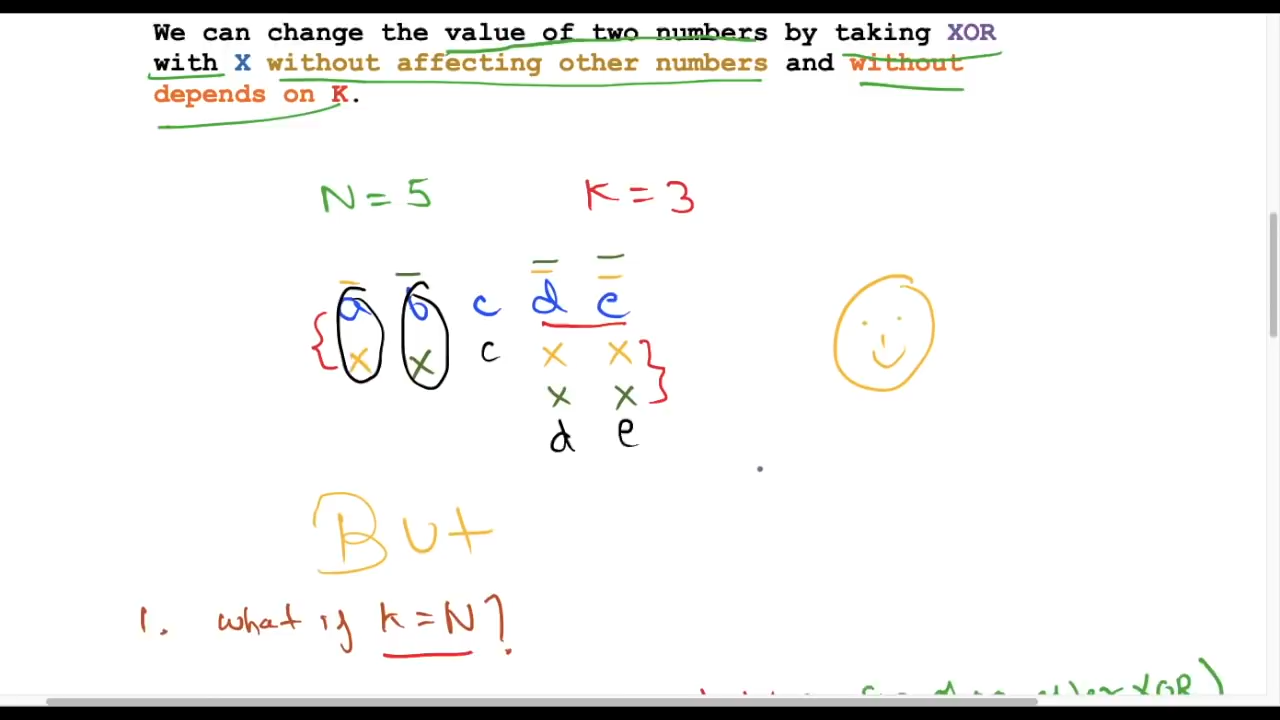 We can change the value of two numbers by taking XOR
with X without affecting other numbers and without
depends on K.
N = 5 K = 3
a b c d e
x x c x x
x x
d e
But
1. what if k = N ?
XOR)